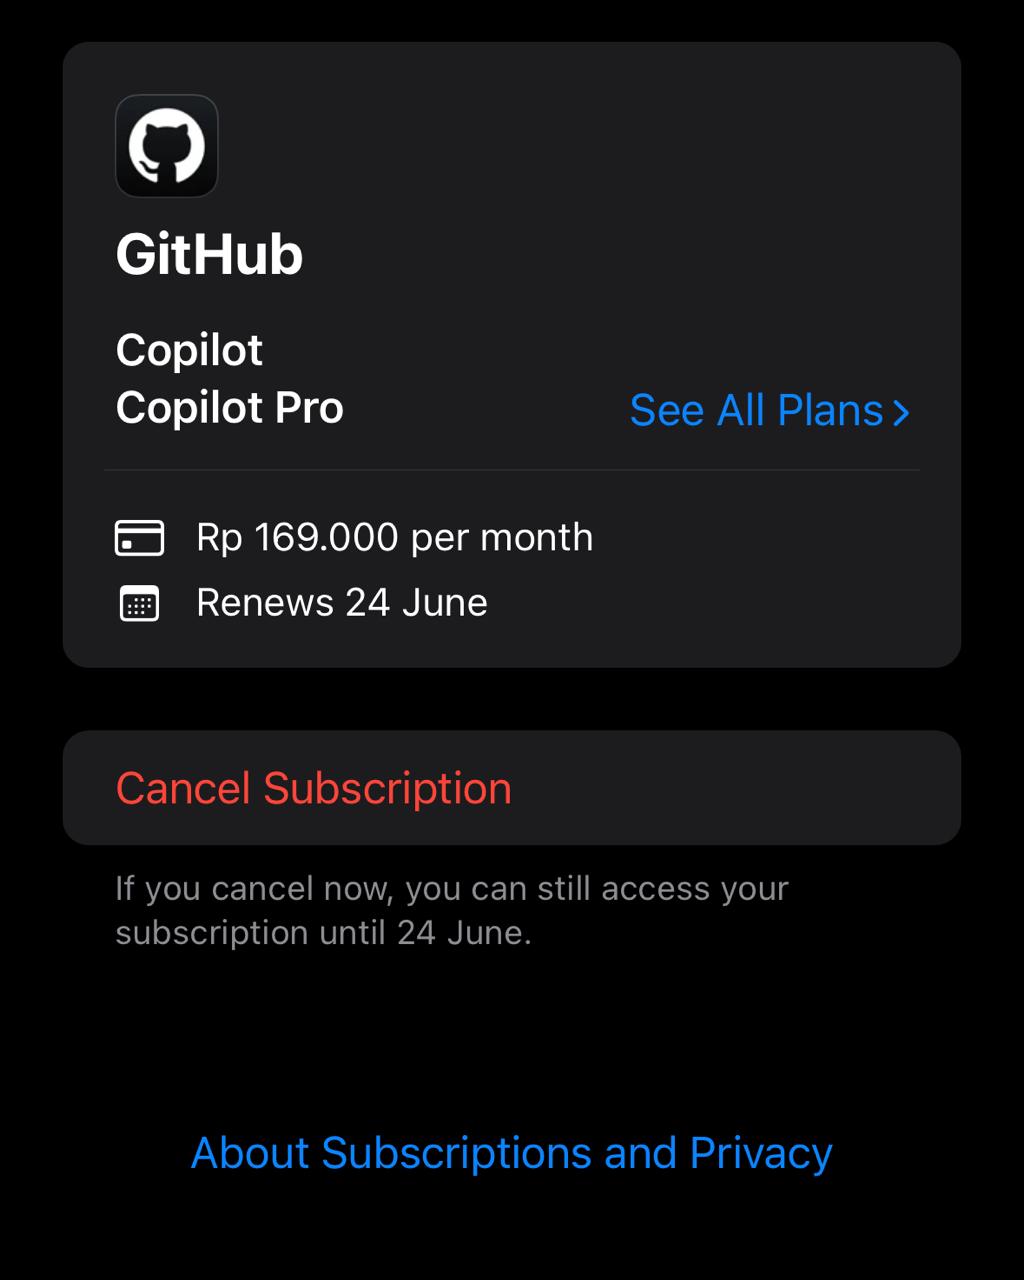 GitHub
Copilot
Copilot Pro
See All Plans
Rp 169.000 per month
Renews 24 June
Cancel Subscription
If you cancel now, you can still access your
subscription until 24 June.
About Subscriptions and Privacy